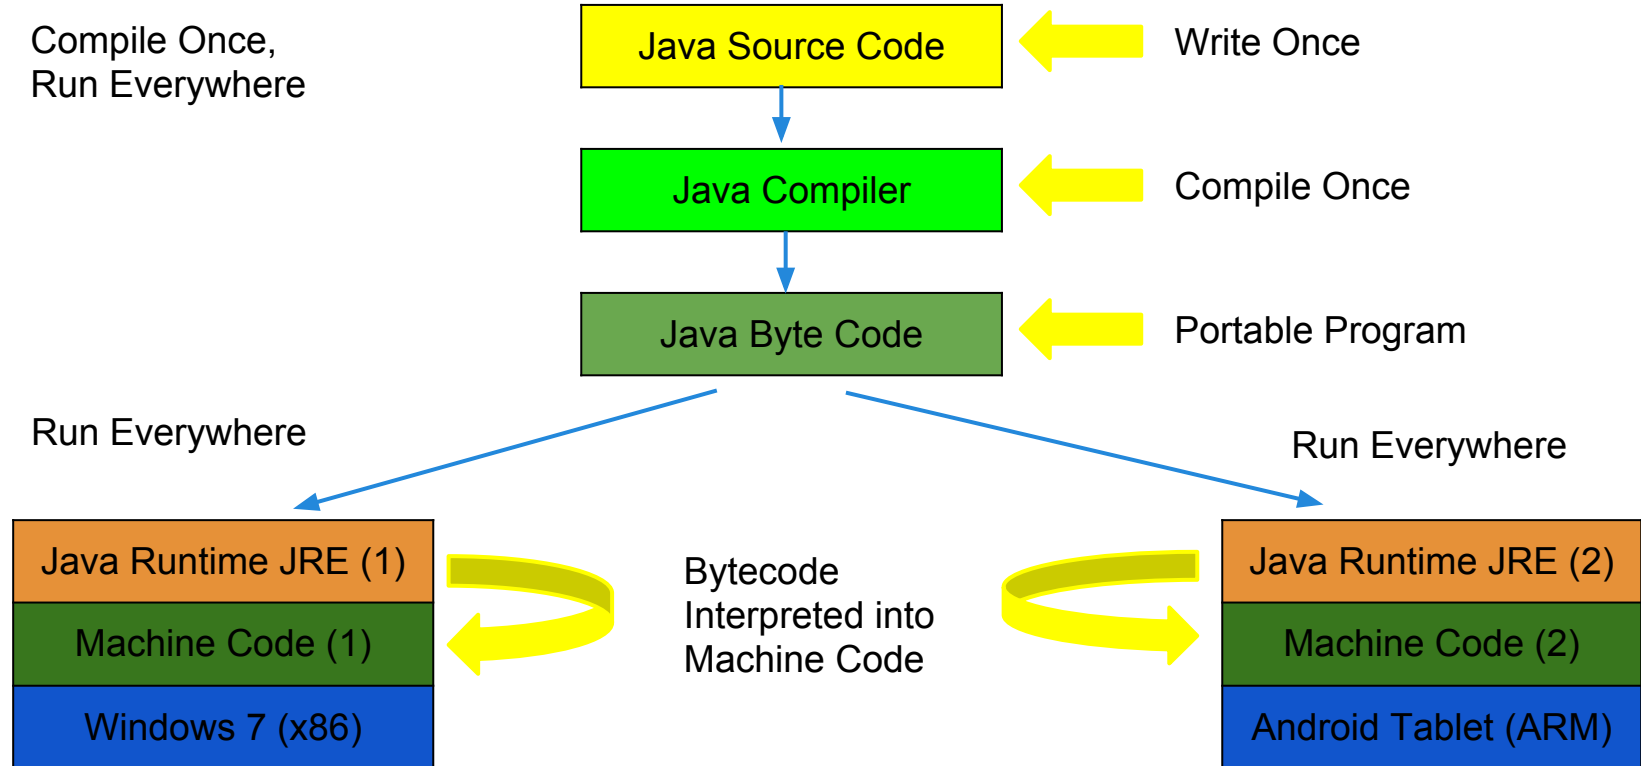 Compile Once,
Run Everywhere
Java Source Code
Write Once
Java Compiler
Compile Once
Java Byte Code
Portable Program
Run Everywhere
Run Everywhere
Java Runtime JRE (1)
Machine Code (1)
Windows 7 (x86)
Bytecode
Interpreted into
Machine Code
Java Runtime JRE (2)
Machine Code (2)
Android Tablet (ARM)